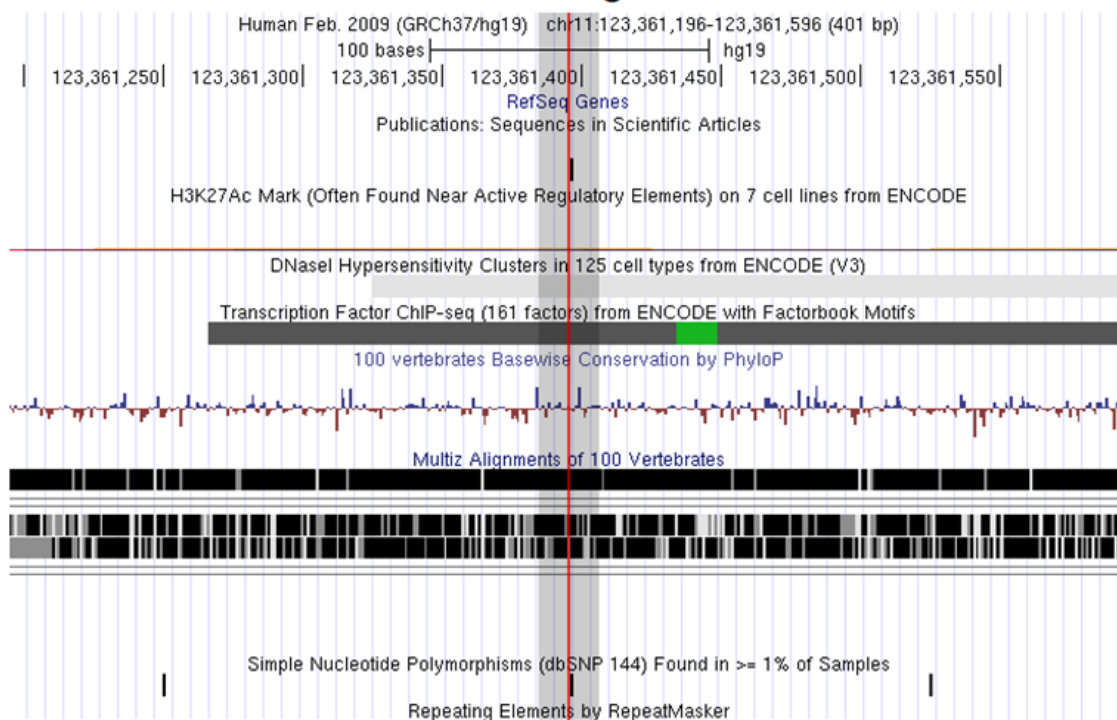 Human Feb. 2009 (GRCh37/hg19) chr11:123,361,196-123,361,596 (401 bp)
100 bases hg19
123,361,250 123,361,300 123,361,350 123,361,400 123,361,450 123,361,500 123,361,550
RefSeq Genes
Publications: Sequences in Scientific Articles
H3K27Ac Mark (Often Found Near Active Regulatory Elements) on 7 cell lines from ENCODE
DNaseI Hypersensitivity Clusters in 125 cell types from ENCODE (V3)
Transcription Factor ChIP-seq (161 factors) from ENCODE with Factorbook Motifs
100 vertebrates Basewise Conservation by PhyloP
Multiz Alignments of 100 Vertebrates
Simple Nucleotide Polymorphisms (dbSNP 144) Found in >= 1% of Samples
Repeating Elements by RepeatMasker